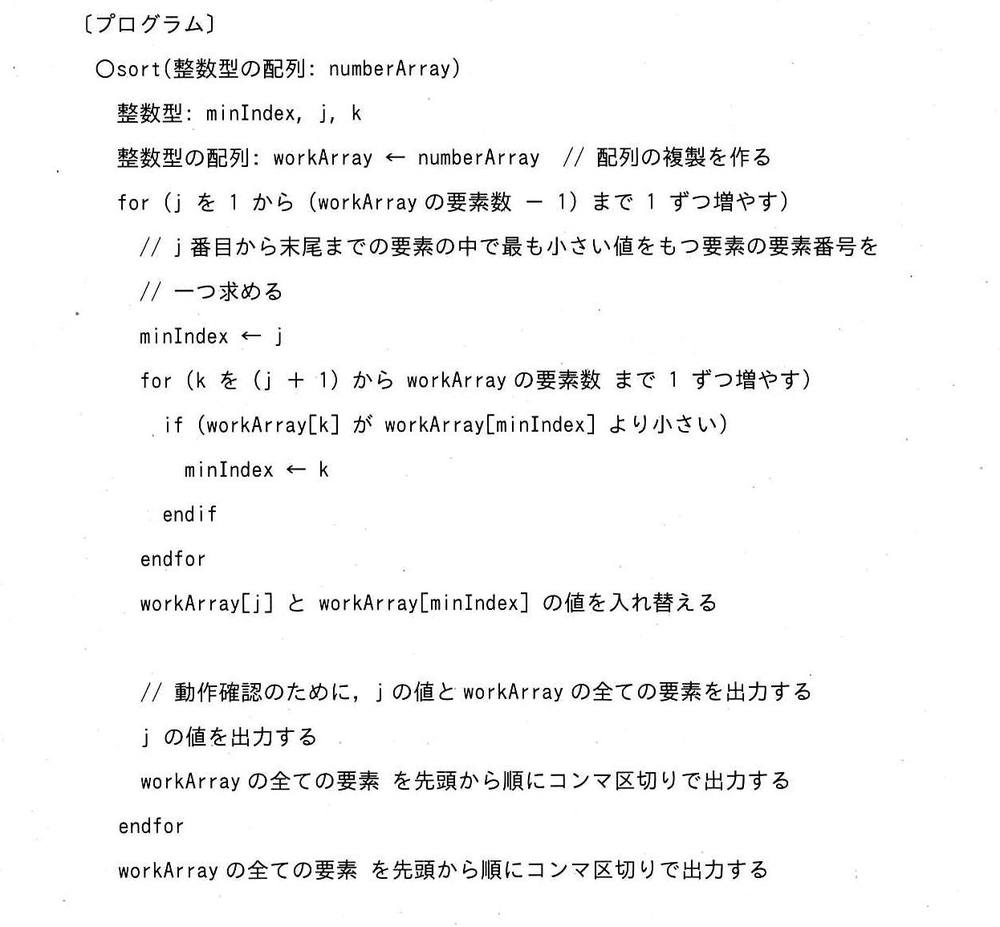 〔プログラム〕
○sort(整数型の配列: numberArray)
整数型: minIndex, j, k
整数型の配列: workArray ← numberArray // 配列の複製を作る
for (j を 1 から (workArray の要素数 － 1) まで 1 ずつ増やす)
// j 番目から末尾までの要素の中で最も小さい値をもつ要素の要素番号を
// 一つ求める
minIndex ← j
for (k を (j ＋ 1) から workArray の要素数 まで 1 ずつ増やす)
if (workArray[k] が workArray[minIndex] より小さい)
minIndex ← k
endif
endfor
workArray[j] と workArray[minIndex] の値を入れ替える
// 動作確認のために，j の値と workArray の全ての要素を出力する
j の値を出力する
workArray の全ての要素 を先頭から順にコンマ区切りで出力する
endfor
workArray の全ての要素 を先頭から順にコンマ区切りで出力する